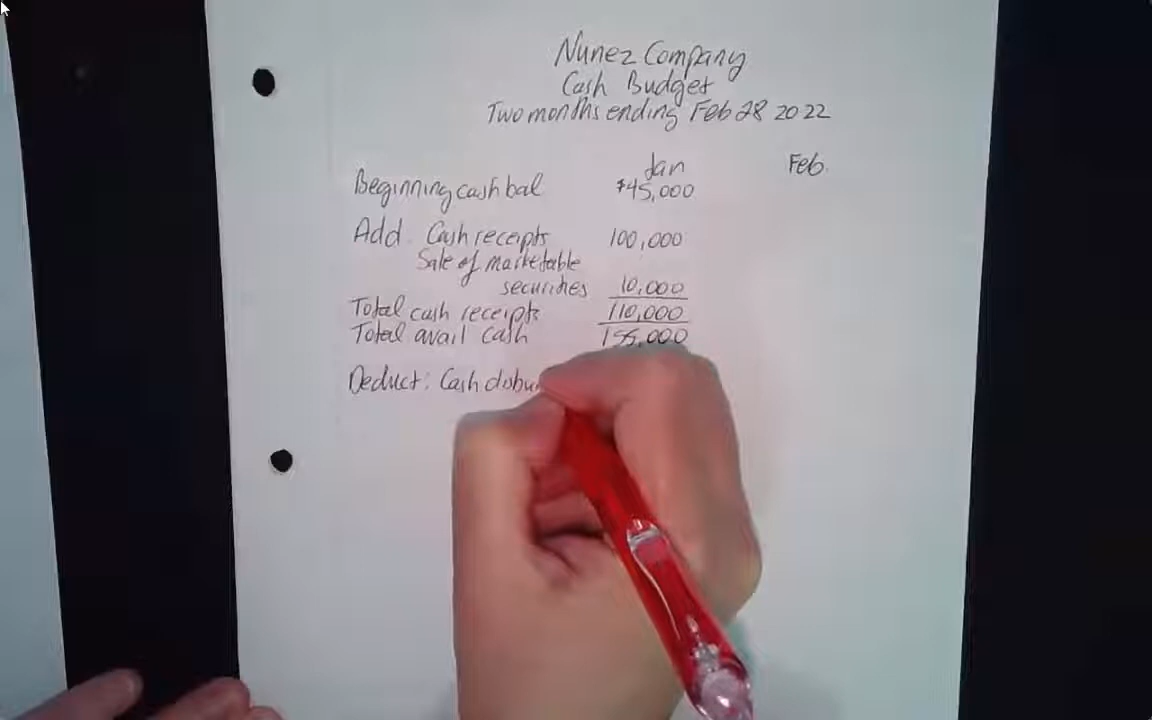 Nunez Company
Cash Budget
Two months ending Feb 28 2022
Jan Feb.
Beginning cash bal $45,000
Add. Cash receipts 100,000
Sale of marketable
securities 10,000
Total cash receipts 110,000
Total avail cash 155,000
Deduct: Cash disbu